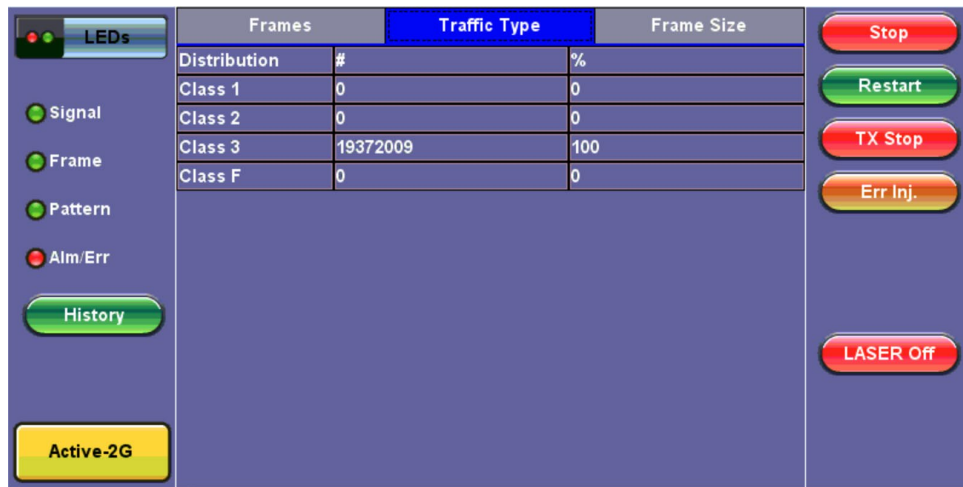 LEDs
Signal
Frame
Pattern
Alm/Err
History
Active-2G
Frames Traffic Type Frame Size
Distribution # %
Class 1 0 0
Class 2 0 0
Class 3 19372009 100
Class F 0 0
Stop
Restart
TX Stop
Err Inj.
LASER Off